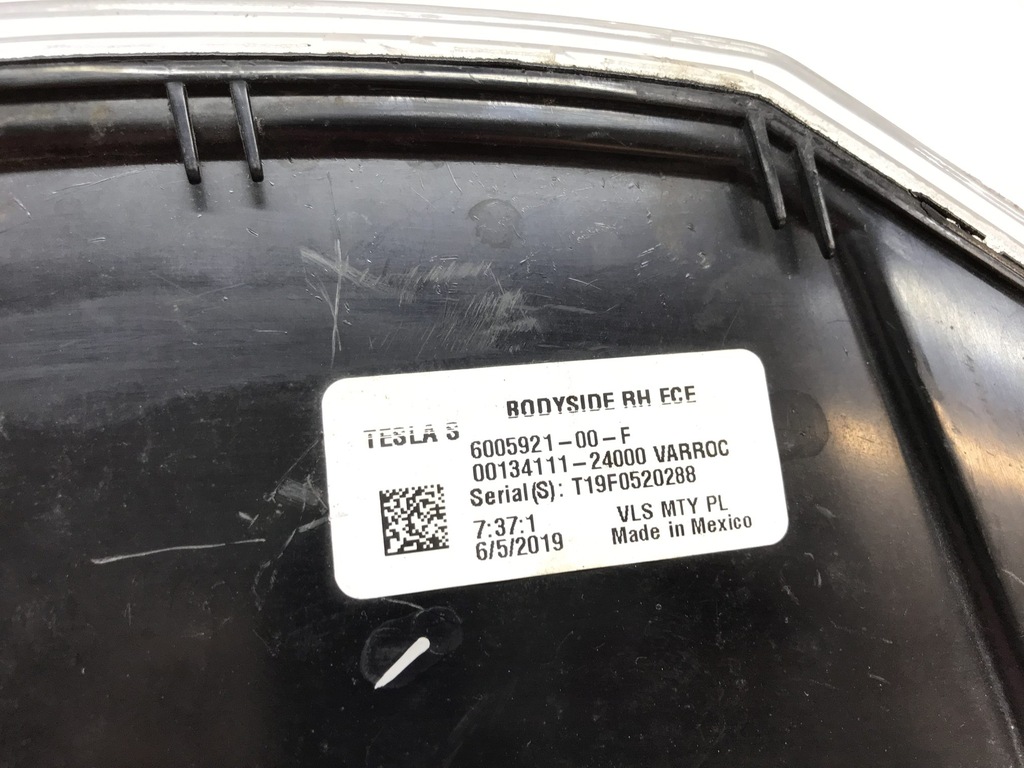 BODYSIDE RH ECE
TESLA S
6005921-00-F
00134111-24000 VARROC
Serial(S): T19F0520288
7:37:1
VLS MTY PL
6/5/2019
Made in Mexico